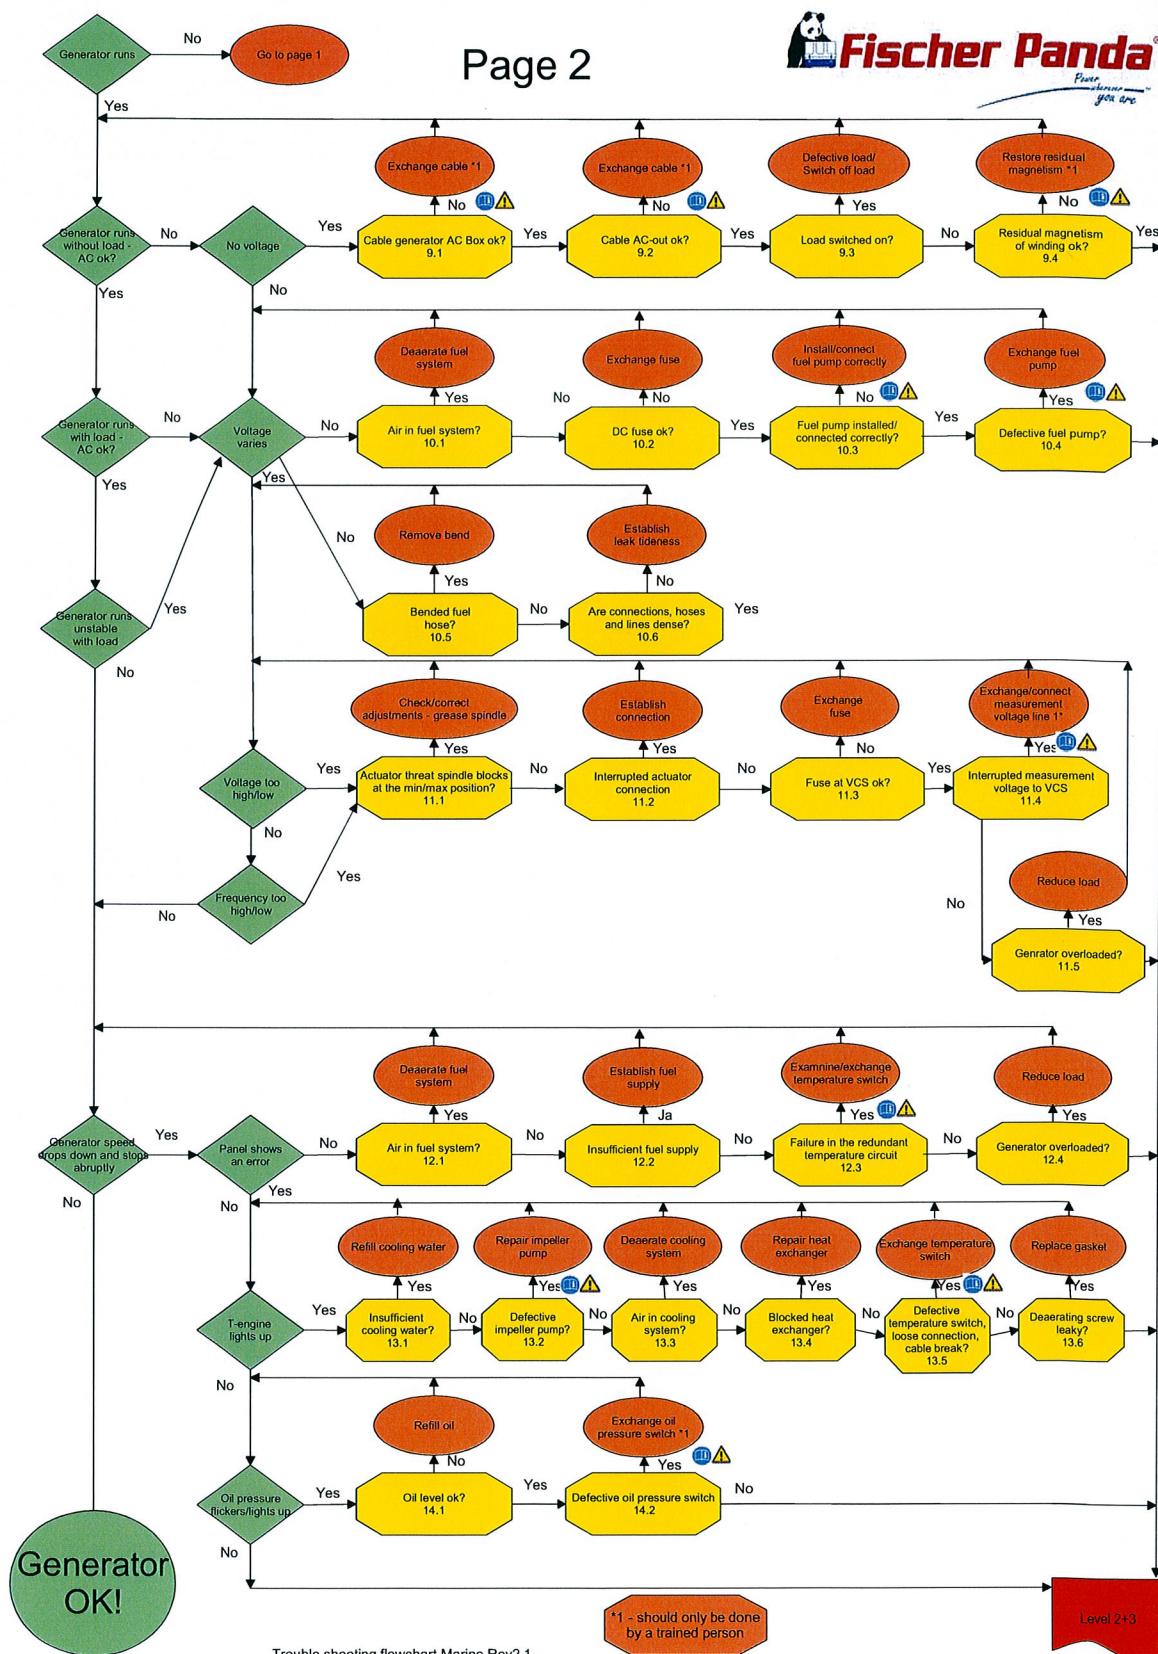 Page 2
Fischer Panda®
Power
wherever
you are
™
Generator runs
No
Go to page 1
Yes
Exchange cable *1
Exchange cable *1
Defective load/
Switch off load
Restore residual
magnetism *1
No
No
Yes
No
Generator runs
without load -
AC ok?
No
No voltage
Yes
Cable generator AC Box ok?
9.1
Yes
Cable AC-out ok?
9.2
Yes
Load switched on?
9.3
No
Residual magnetism
of winding ok?
9.4
Yes
Yes
No
Deaerate fuel
system
Exchange fuse
Install/connect
fuel pump correctly
Exchange fuel
pump
Yes
No
No
No
Yes
Generator runs
with load -
AC ok?
No
Voltage
varies
No
Air in fuel system?
10.1
DC fuse ok?
10.2
Yes
Fuel pump installed/
connected correctly?
10.3
Yes
Defective fuel pump?
10.4
Yes
Yes
Remove bend
Establish
leak tideness
No
Yes
No
Generator runs
unstable
with load
Yes
Bended fuel
hose?
10.5
No
Are connections, hoses
and lines dense?
10.6
Yes
No
Check/correct
adjustments - grease spindle
Establish
connection
Exchange
fuse
Exchange/connect
measurement
voltage line 1*
Yes
Yes
No
Yes
Voltage too
high/low
Yes
Actuator threat spindle blocks
at the min/max position?
11.1
No
Interrupted actuator
connection
11.2
No
Fuse at VCS ok?
11.3
Yes
Interrupted measurement
voltage to VCS
11.4
No
Frequency too
high/low
Yes
No
Reduce load
No
Yes
Genrator overloaded?
11.5
Deaerate fuel
system
Establish fuel
supply
Examnine/exchange
temperature switch
Reduce load
Yes
Ja
Yes
Yes
Generator speed
drops down and stops
abruptly
Yes
Panel shows
an error
No
Air in fuel system?
12.1
No
Insufficient fuel supply
12.2
No
Failure in the redundant
temperature circuit
12.3
No
Generator overloaded?
12.4
No
Yes
No
Refill cooling water
Repair impeller
pump
Deaerate cooling
system
Repair heat
exchanger
Exchange temperature
switch
Replace gasket
Yes
Yes
Yes
Yes
Yes
Yes
T-engine
lights up
Yes
Insufficient
cooling water?
13.1
No
Defective
impeller pump?
13.2
No
Air in cooling
system?
13.3
No
Blocked heat
exchanger?
13.4
No
Defective
temperature switch,
loose connection,
cable break?
13.5
No
Deaerating screw
leaky?
13.6
No
Refill oil
Exchange oil
pressure switch *1
No
Yes
Oil pressure
flickers/lights up
Yes
Oil level ok?
14.1
Yes
Defective oil pressure switch
14.2
No
No
Generator
OK!
*1 - should only be done
by a trained person
Level 2+3
Trouble shooting flowchart Marine Rev2.1